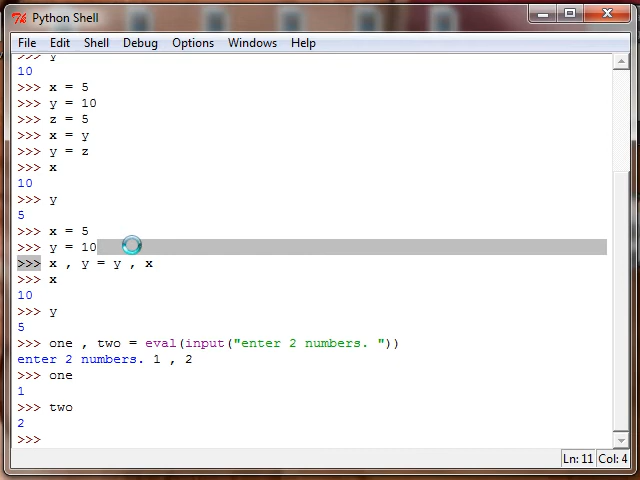 Python Shell
File Edit Shell Debug Options Windows Help
>>> y
10
>>> x = 5
>>> y = 10
>>> z = 5
>>> x = y
>>> y = z
>>> x
10
>>> y
5
>>> x = 5
>>> y = 10
>>> x , y = y , x
>>> x
10
>>> y
5
>>> one , two = eval(input("enter 2 numbers. "))
enter 2 numbers. 1 , 2
>>> one
1
>>> two
2
>>>
Ln: 11 Col: 4